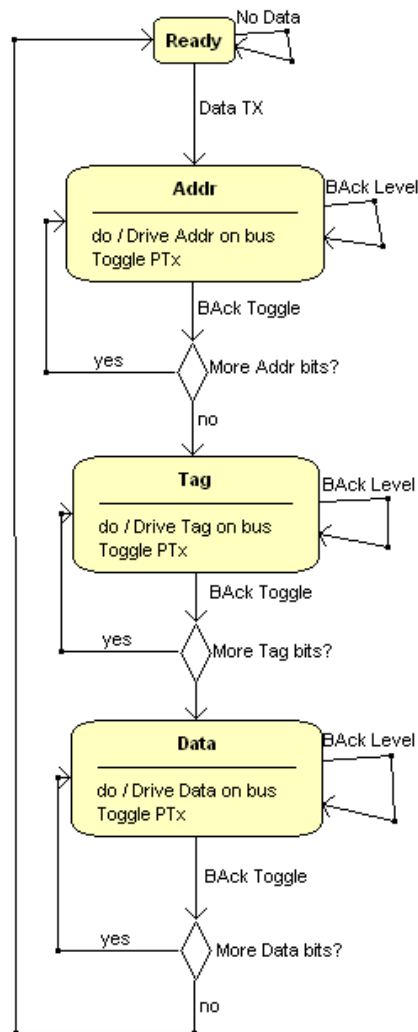 No Data
Ready
Data TX
Addr
BAck Level
do / Drive Addr on bus
Toggle PTx
BAck Toggle
yes
More Addr bits?
no
Tag
BAck Level
do / Drive Tag on bus
Toggle PTx
BAck Toggle
yes
More Tag bits?
Data
BAck Level
do / Drive Data on bus
Toggle PTx
BAck Toggle
yes
More Data bits?
no